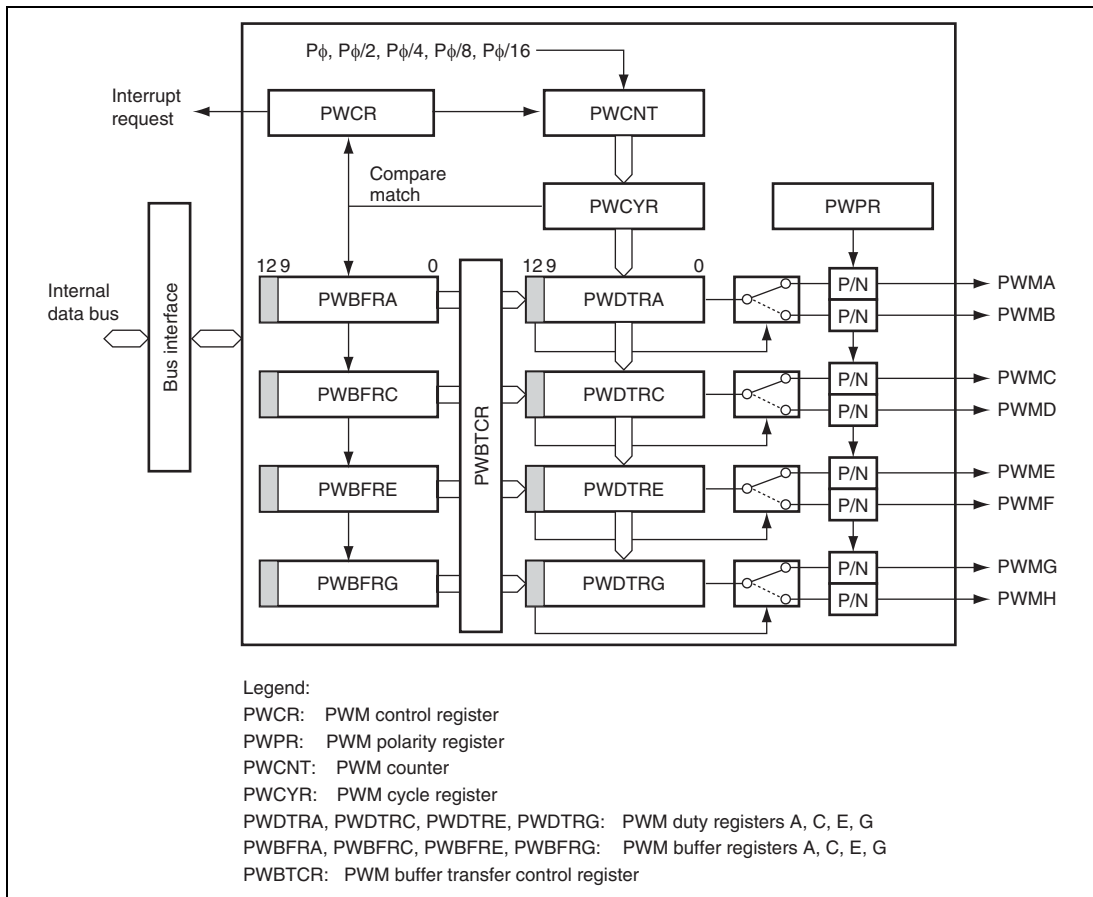 Pϕ, Pϕ/2, Pϕ/4, Pϕ/8, Pϕ/16
Interrupt
request
PWCR
PWCNT
Compare
match
PWCYR
PWPR
12 9 0
12 9 0
Internal
data bus
Bus interface
PWBFRA
PWDTRA
P/N
PWMA
P/N
PWMB
PWBFRC
PWBTCR
PWDTRC
P/N
PWMC
P/N
PWMD
PWBFRE
PWDTRE
P/N
PWME
P/N
PWMF
PWBFRG
PWDTRG
P/N
PWMG
P/N
PWMH
Legend:
PWCR: PWM control register
PWPR: PWM polarity register
PWCNT: PWM counter
PWCYR: PWM cycle register
PWDTRA, PWDTRC, PWDTRE, PWDTRG: PWM duty registers A, C, E, G
PWBFRA, PWBFRC, PWBFRE, PWBFRG: PWM buffer registers A, C, E, G
PWBTCR: PWM buffer transfer control register